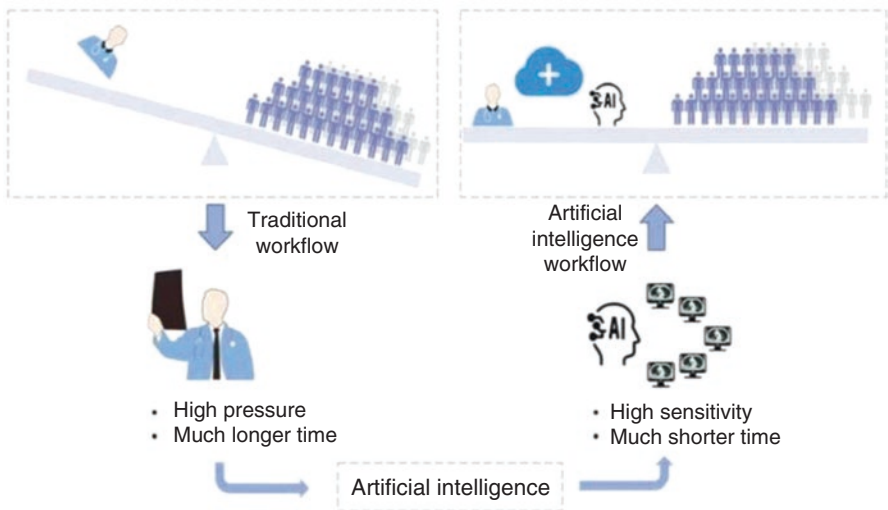 AI
Traditional
workflow
Artificial
intelligence
workflow
AI
• High pressure
• Much longer time
• High sensitivity
• Much shorter time
Artificial intelligence